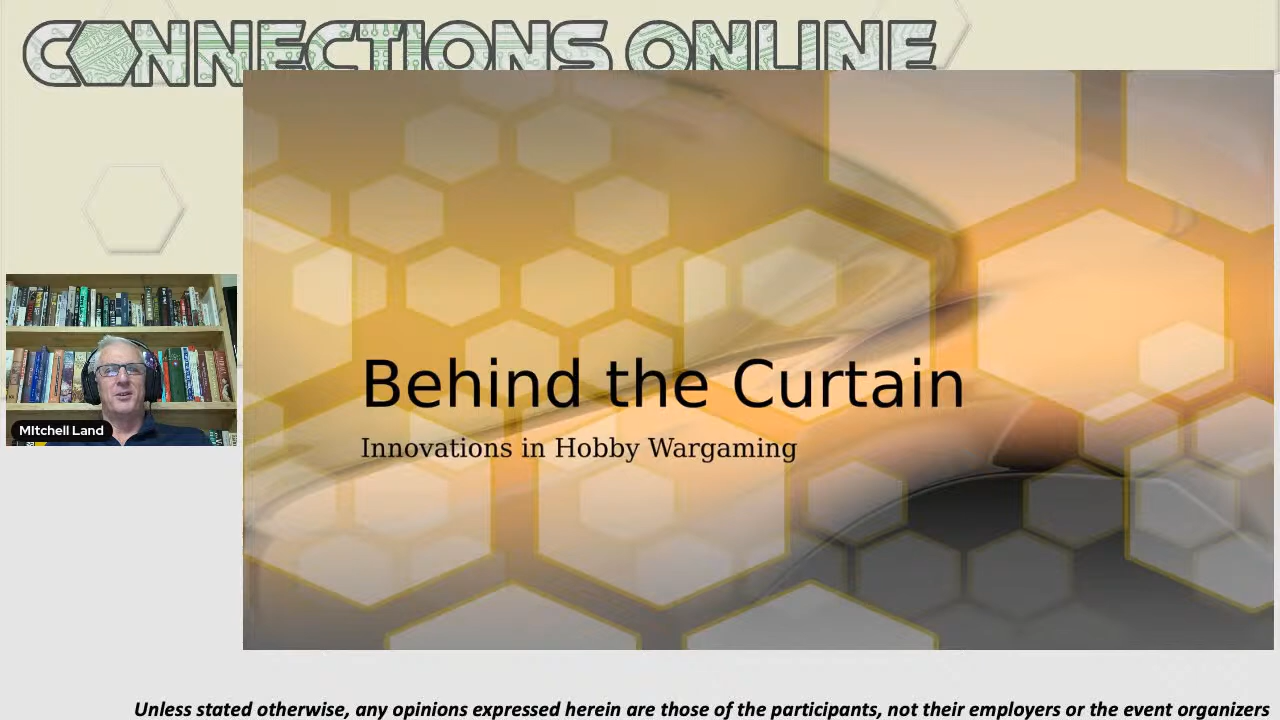 CONNECTIONS ONLINE
Behind the Curtain
Innovations in Hobby Wargaming
Mitchell Land
Unless stated otherwise, any opinions expressed herein are those of the participants, not their employers or the event organizers